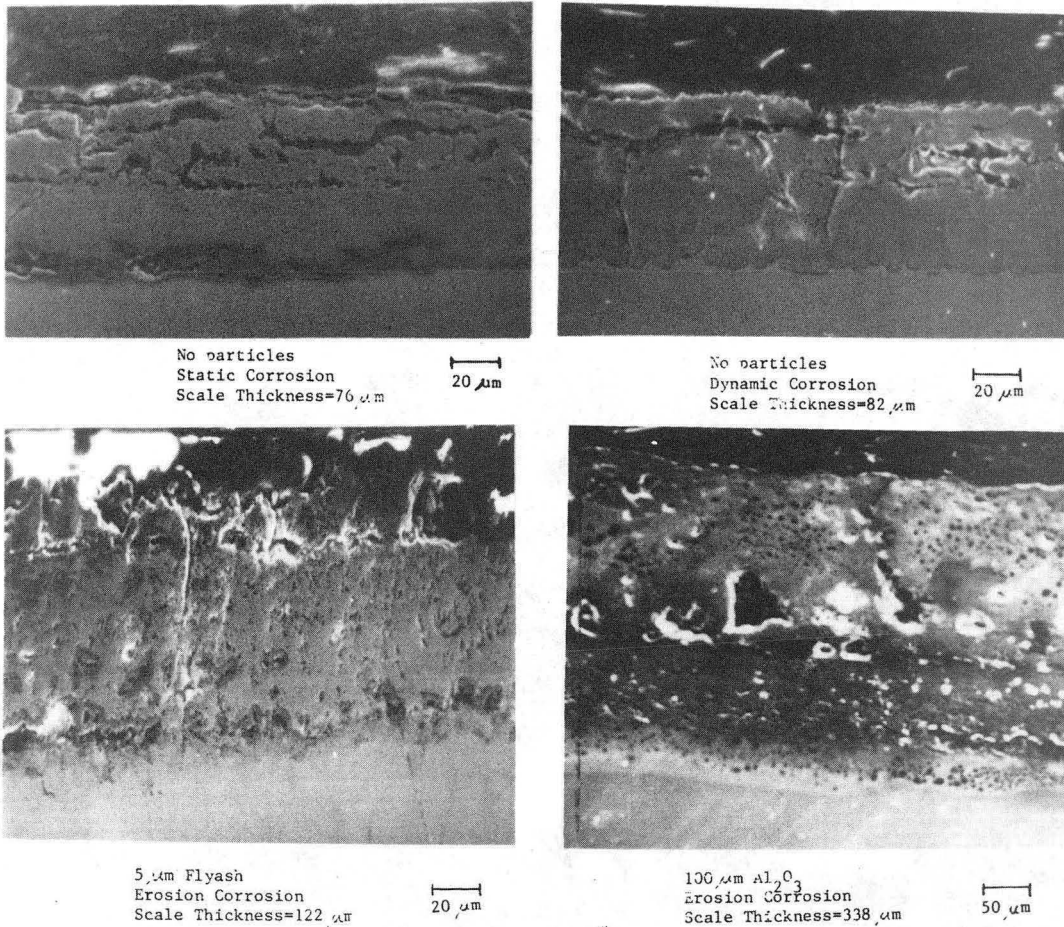 No particles
Static Corrosion
Scale Thickness=76 μm
20 μm
No particles
Dynamic Corrosion
Scale Thickness=82 μm
20 μm
5 μm Flyash
Erosion Corrosion
Scale Thickness=122 μm
20 μm
100 μm Al₂O₃
Erosion Corrosion
Scale Thickness=338 μm
50 μm